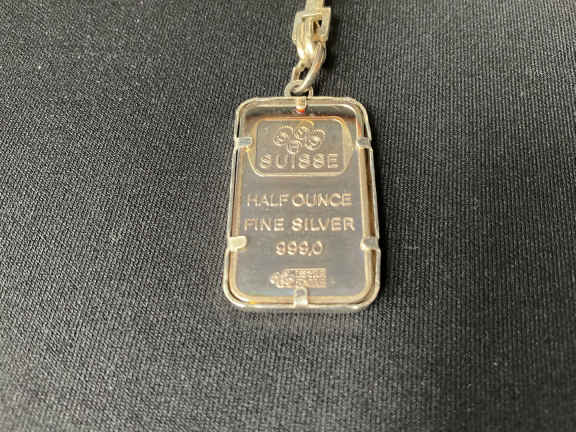 SUISSE
HALF OUNCE
FINE SILVER
999,0